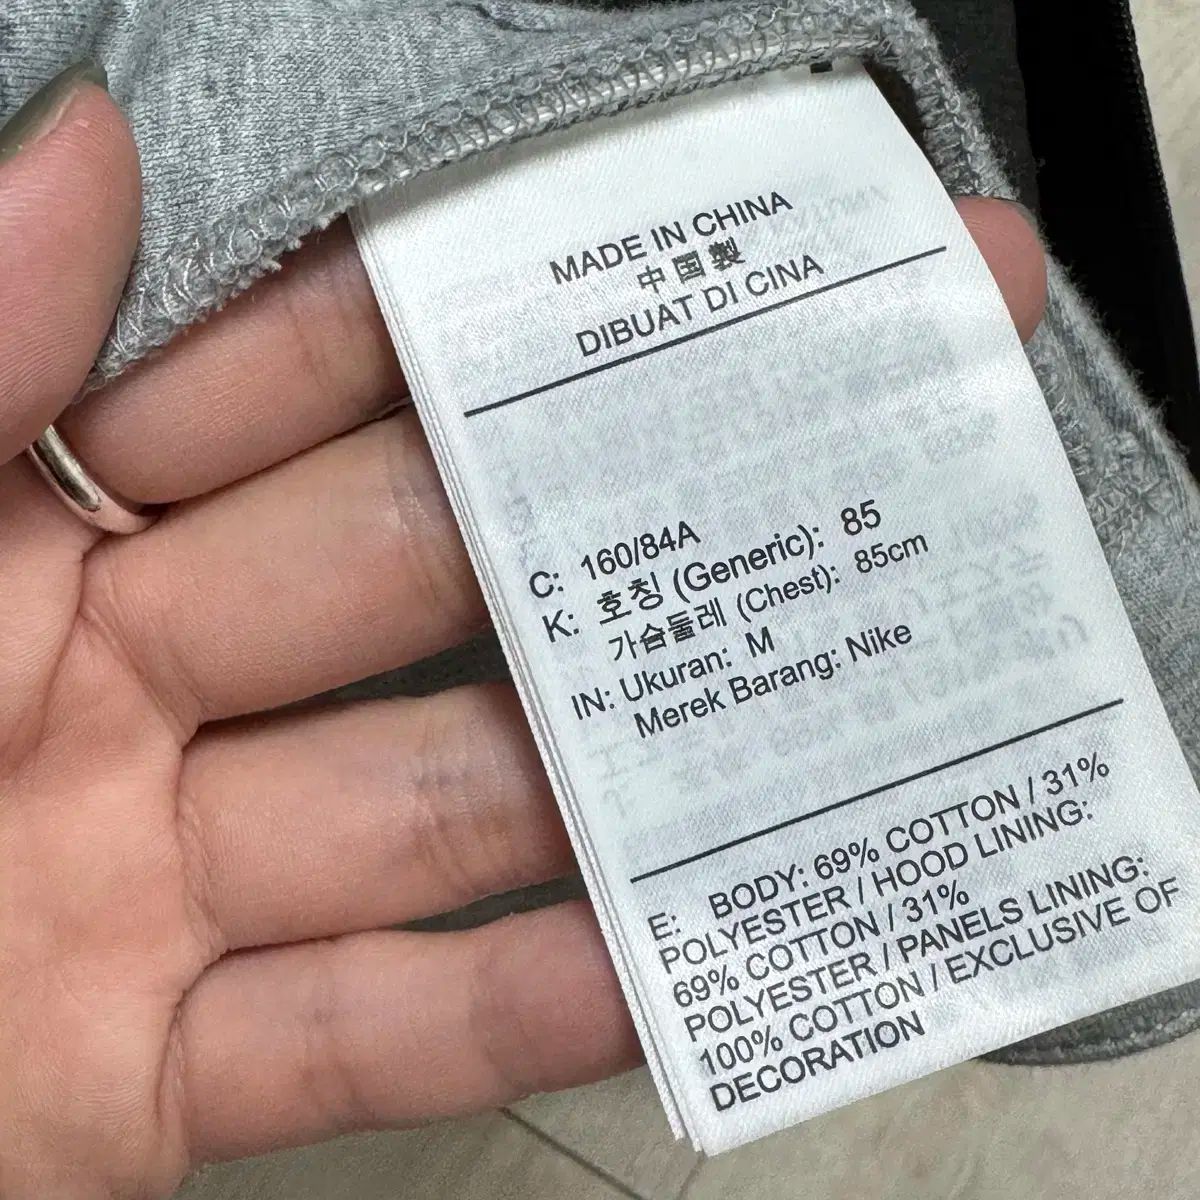 MADE IN CHINA
中国製
DIBUAT DI CINA
C: 160/84A
K: 호칭 (Generic): 85
가슴둘레 (Chest): 85cm
IN: Ukuran: M
Merek Barang: Nike
E: BODY: 69% COTTON / 31%
POLYESTER / HOOD LINING:
69% COTTON / 31%
POLYESTER / PANELS LINING:
100% COTTON / EXCLUSIVE OF
DECORATION